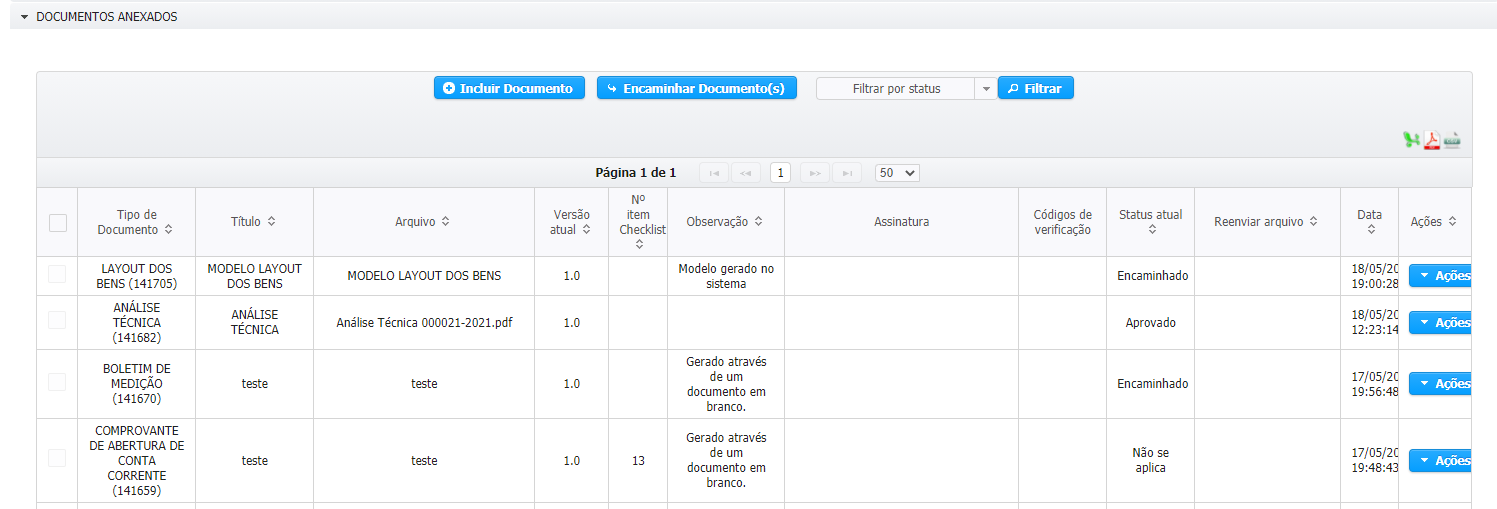 DOCUMENTOS ANEXADOS
Incluir Documento
Encaminhar Documento(s)
Filtrar por status
Filtrar
Página 1 de 1
1
50
Tipo de
Documento
Título
Arquivo
Versão
atual
Nº
item
Checklist
Observação
Assinatura
Códigos de
verificação
Status atual
Reenviar arquivo
Data
Ações
LAYOUT DOS
BENS (141705)
MODELO LAYOUT
DOS BENS
MODELO LAYOUT DOS BENS
1.0
Modelo gerado no
sistema
Encaminhado
18/05/20
19:00:28
Ações
ANÁLISE
TÉCNICA
(141682)
ANÁLISE
TÉCNICA
Análise Técnica 000021-2021.pdf
1.0
Aprovado
18/05/20
12:23:14
Ações
BOLETIM DE
MEDIÇÃO
(141670)
teste
teste
1.0
Gerado através
de um
documento em
branco.
Encaminhado
17/05/20
19:56:48
Ações
COMPROVANTE
DE ABERTURA DE
CONTA
CORRENTE
(141659)
teste
teste
1.0
13
Gerado através
de um
documento em
branco.
Não se
aplica
17/05/20
19:48:43
Ações